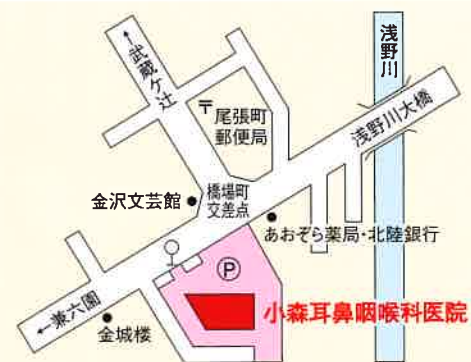 浅野川
←武蔵ケ辻
〒
尾張町
郵便局
浅野川大橋
金沢文芸館
橋場町
交差点
あおぞら薬局・北陸銀行
P
小森耳鼻咽喉科医院
←兼六園
金城楼